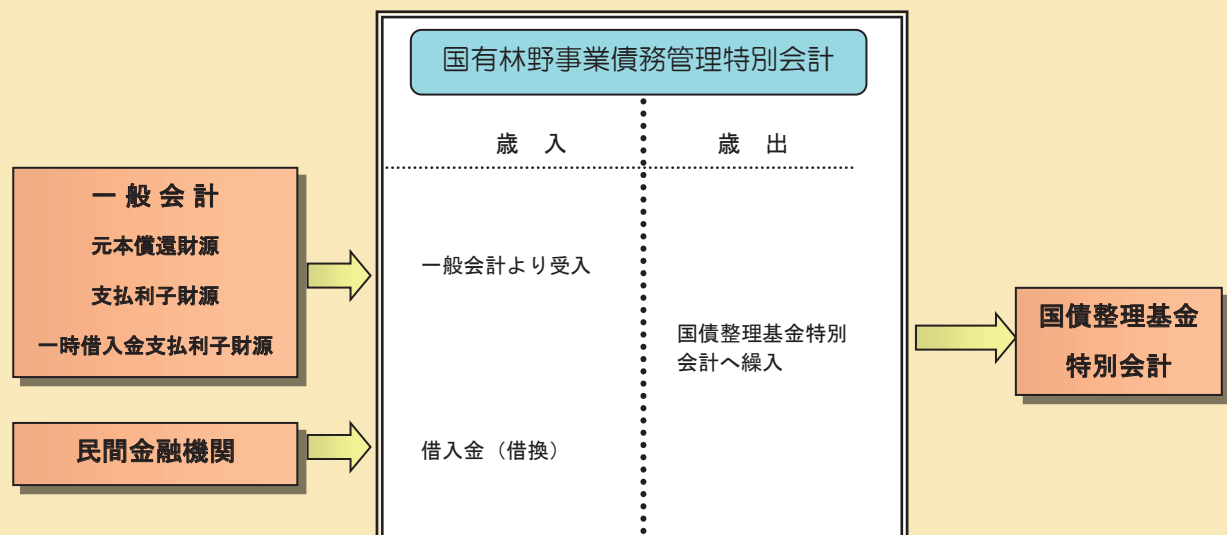 国有林野事業債務管理特別会計
歳 入
歳 出
一 般 会 計
元本償還財源
支払利子財源
一時借入金支払利子財源
一般会計より受入
国債整理基金特別
会計へ繰入
国債整理基金
特別会計
民間金融機関
借入金（借換）